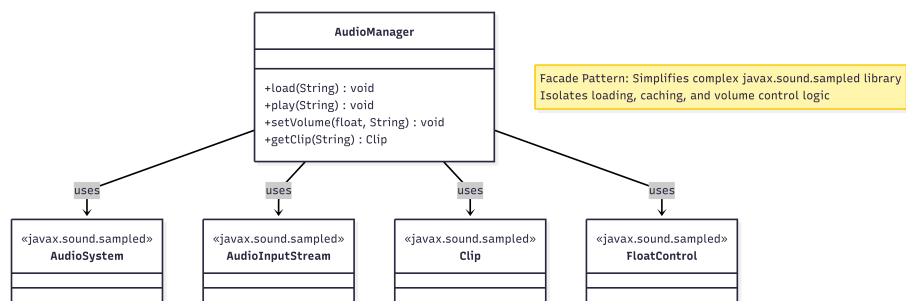 AudioManager
+load(String) : void
+play(String) : void
+setVolume(float, String) : void
+getClip(String) : Clip
Facade Pattern: Simplifies complex javax.sound.sampled library
Isolates loading, caching, and volume control logic
uses
uses
uses
uses
«javax.sound.sampled»
AudioSystem
«javax.sound.sampled»
AudioInputStream
«javax.sound.sampled»
Clip
«javax.sound.sampled»
FloatControl